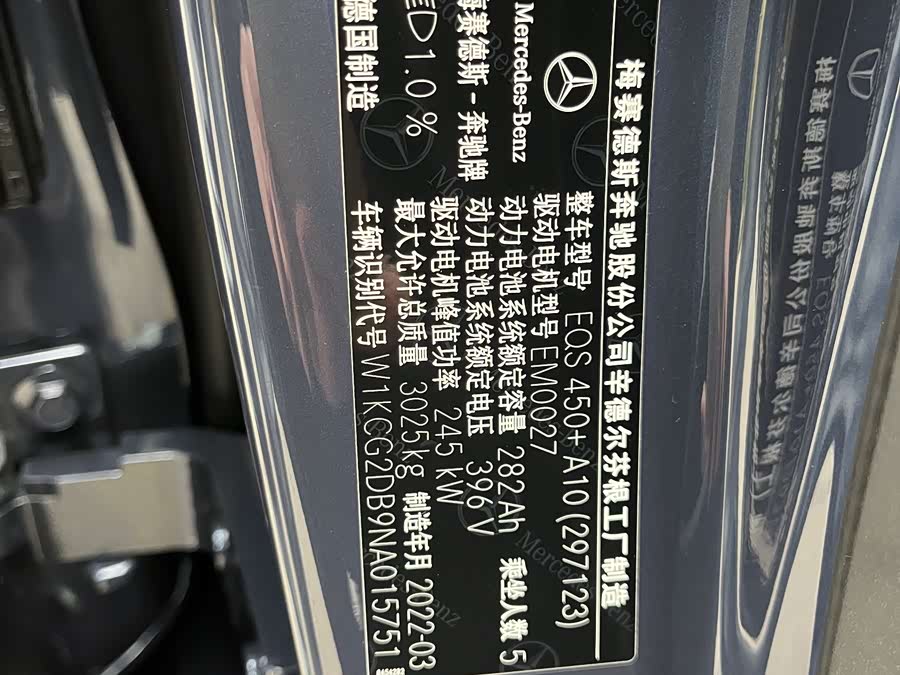 梅赛德斯奔驰股份公司辛德尔芬根工厂制造
Mercedes-Benz
整车型号 EQS 450+A10(297123)
驱动电机型号 EM0027
动力电池系统额定容量 282Ah 乘坐人数 5
梅赛德斯-奔驰牌
动力电池系统额定电压 396V
驱动电机峰值功率 245kW
1.0 %
最大允许总质量 3025kg 制造年月 2022-03
德国制造
车辆识别代号 W1KCG2DB9NA015751